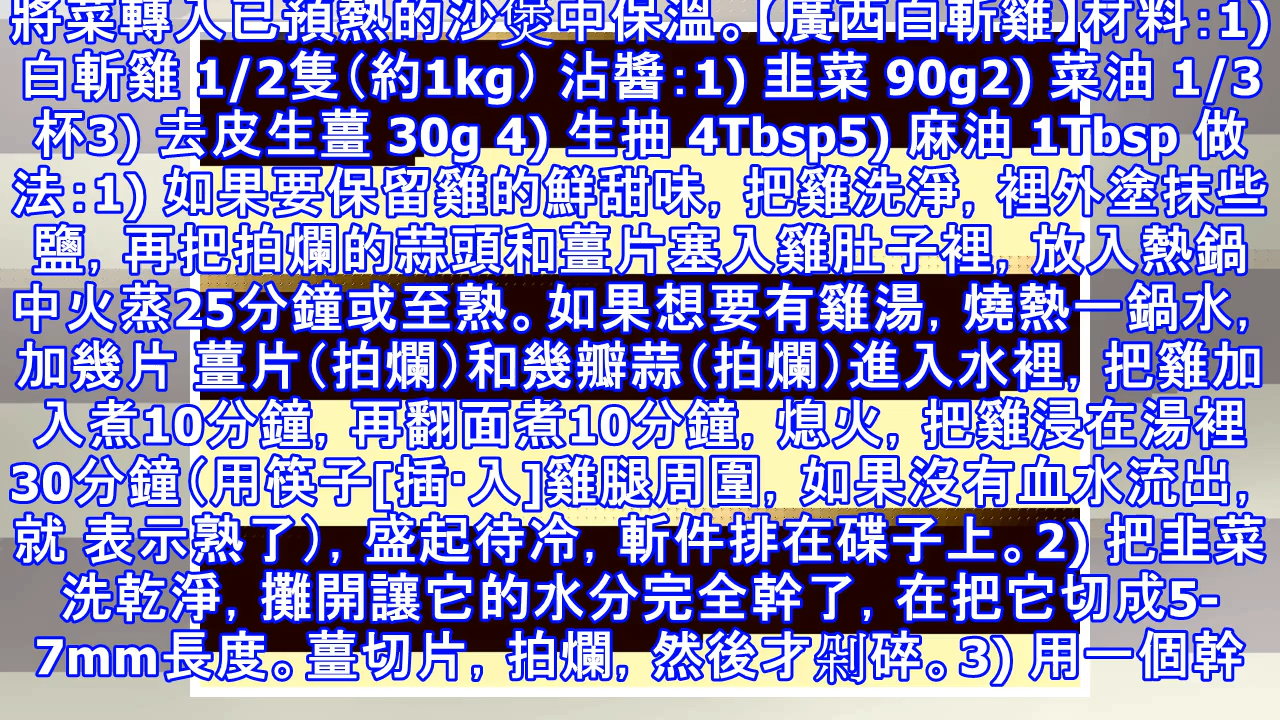 將菜轉入已預熱的沙煲中保溫。【廣西白斬雞】材料：1)
白斬雞 1/2隻（約1kg） 沾醬：1) 韭菜 90g2) 菜油 1/3
杯3) 去皮生薑 30g 4) 生抽 4Tbsp5) 麻油 1Tbsp 做
法：1) 如果要保留雞的鮮甜味, 把雞洗淨, 裡外塗抹些
鹽, 再把拍爛的蒜頭和薑片塞入雞肚子裡, 放入熱鍋
中火蒸25分鐘或至熟。如果想要有雞湯, 燒熱一鍋水,
加幾片 薑片（拍爛）和幾瓣蒜（拍爛）進入水裡, 把雞加
入煮10分鐘, 再翻面煮10分鐘, 熄火, 把雞浸在湯裡
30分鐘（用筷子[插·入]雞腿周圍, 如果沒有血水流出,
就 表示熟了）, 盛起待冷, 斬件排在碟子上。2) 把韭菜
洗乾淨, 攤開讓它的水分完全幹了, 在把它切成5-
7mm長度。薑切片, 拍爛, 然後才剁碎。3) 用一個幹